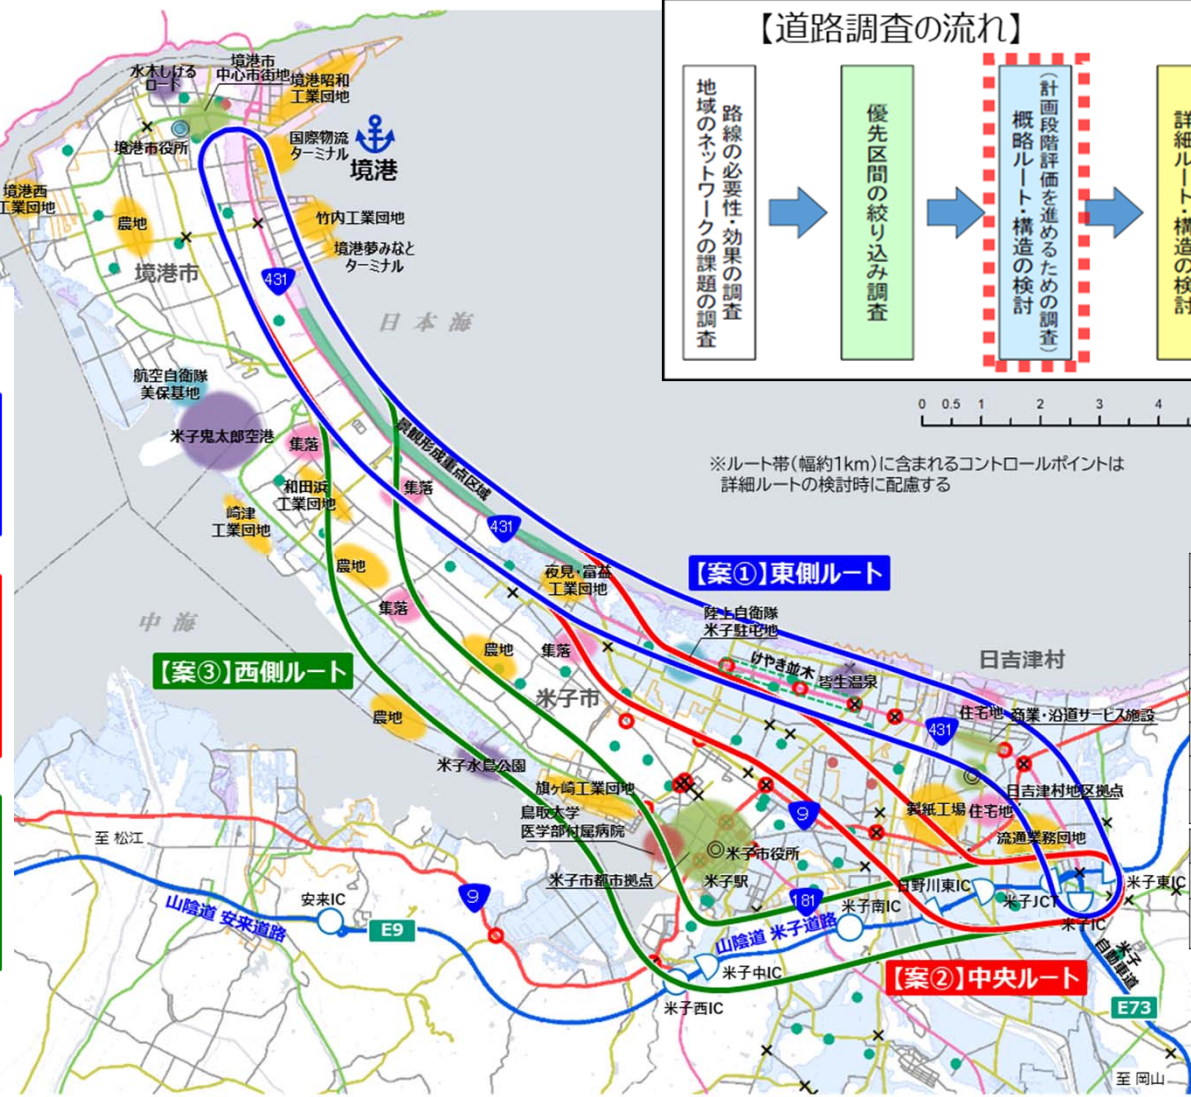 【道路調査の流れ】
地域のネットワークの課題の調査
路線の必要性・効果の調査
優先区間の絞り込み調査
概略ルート・構造の検討
(計画段階評価を進めるための調査)
詳細ルート・構造の検討
0 0.5 1 2 3 4
※ルート帯(幅約1km)に含まれるコントロールポイントは
詳細ルートの検討時に配慮する
水木しげる
ロード
境港市
中心市街地
境港昭和
工業団地
境港市役所
国際物流
ターミナル
境港
境港西
工業団地
農地
竹内工業団地
境港夢みなと
ターミナル
境港市
431
日本海
航空自衛隊
美保基地
米子鬼太郎空港
集落
景観形成重点区域
集落
和田浜
工業団地
崎津
工業団地
431
農地
夜見・富益
工業団地
【案①】東側ルート
集落
陸上自衛隊
米子駐屯地
中海
農地
集落
けやき並木
皆生温泉
日吉津村
【案③】西側ルート
米子市
農地
住宅地
商業・沿道サービス施設
431
米子水鳥公園
旗ヶ崎工業団地
日吉津村地区拠点
製紙工場
住宅地
鳥取大学
医学部付属病院
9
流通業務団地
至 松江
米子市役所
米子市都市拠点
米子駅
日野川東IC
米子東IC
安来IC
9
181
米子南IC
米子JCT
米子IC
山陰道 安来道路
E9
山陰道 米子道路
米子中IC
【案②】中央ルート
米子
自動車道
米子西IC
E73
至 岡山